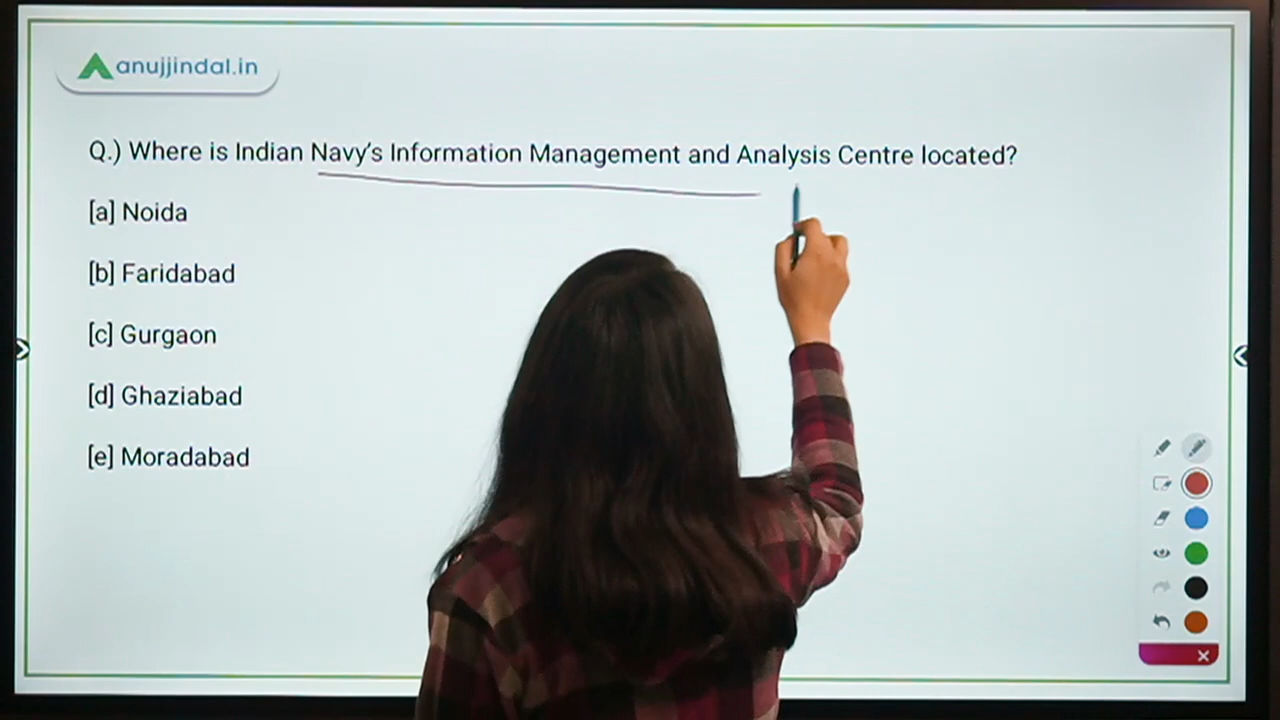 anujjindal.in
Q.) Where is Indian Navy’s Information Management and Analysis Centre located?
[a] Noida
[b] Faridabad
[c] Gurgaon
[d] Ghaziabad
[e] Moradabad